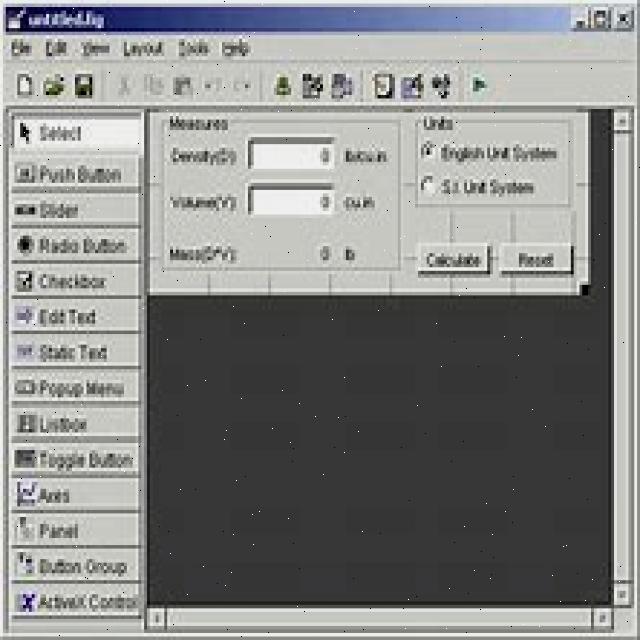 untitled.fig
File Edit View Layout Tools Help
Select
Push Button
Slider
Radio Button
Checkbox
Edit Text
Static Text
Popup Menu
Listbox
Toggle Button
Axes
Panel
Button Group
ActiveX Control
Measures
Density(D): 0 lb/cu.in
Volume(V): 0 cu.in
Mass(D*V): 0 lb
Units
English Unit System
S.I. Unit System
Calculate Reset